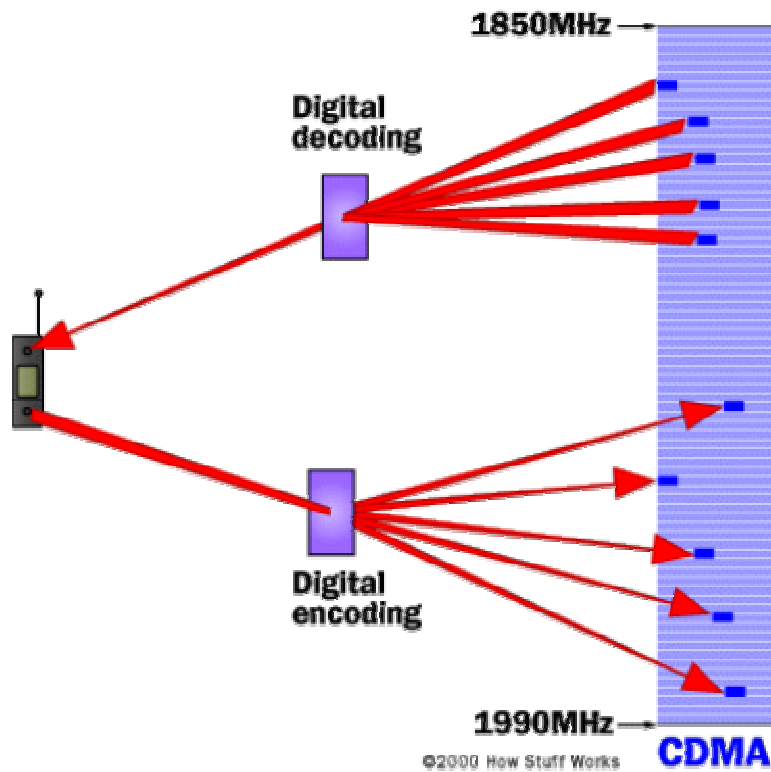 1850MHz
Digital
decoding
Digital
encoding
1990MHz
©2000 How Stuff Works
CDMA